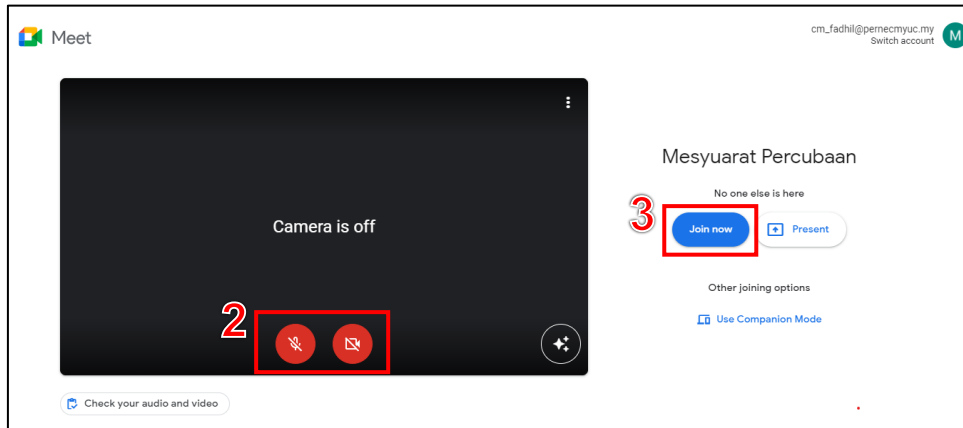 Meet
cm_fadhil@pernecmyuc.my
Switch account
M
Camera is off
2
Check your audio and video
Mesyuarat Percubaan
No one else is here
3
Join now
Present
Other joining options
Use Companion Mode